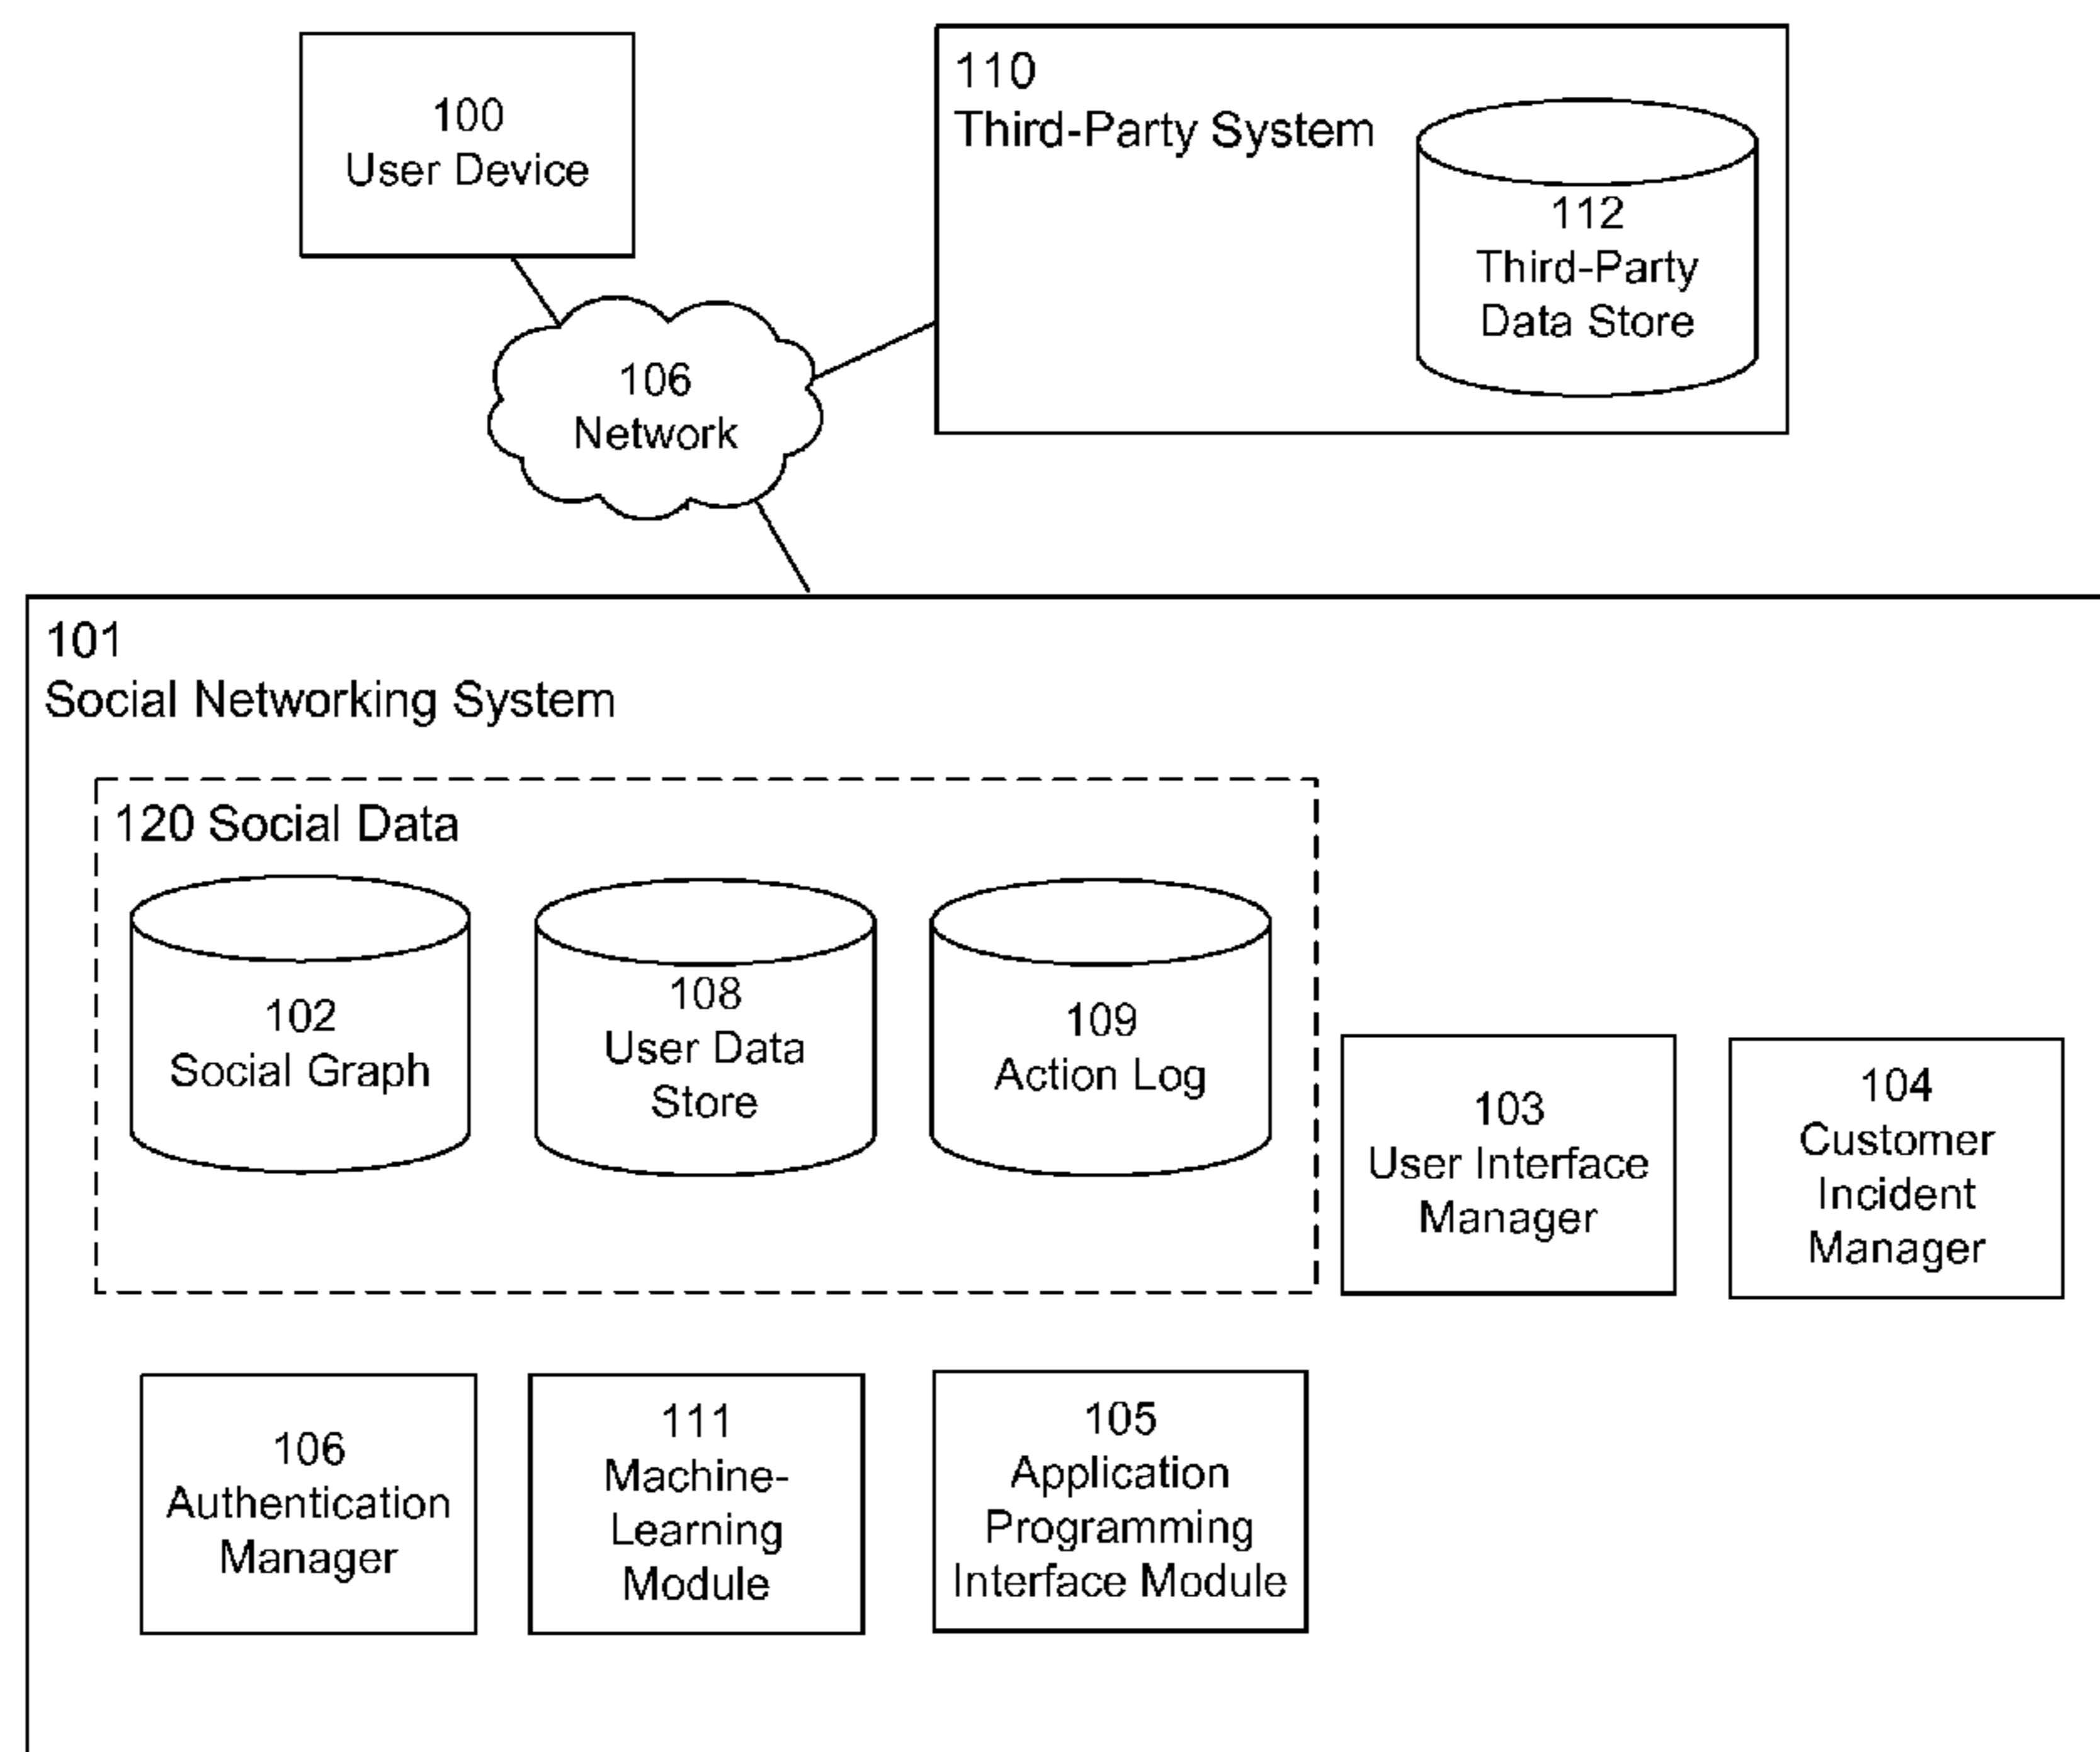 100
User Device
110
Third-Party System
112
Third-Party
Data Store
106
Network
101
Social Networking System
120 Social Data
102
Social Graph
108
User Data
Store
109
Action Log
103
User Interface
Manager
104
Customer
Incident
Manager
106
Authentication
Manager
111
Machine-
Learning
Module
105
Application
Programming
Interface Module